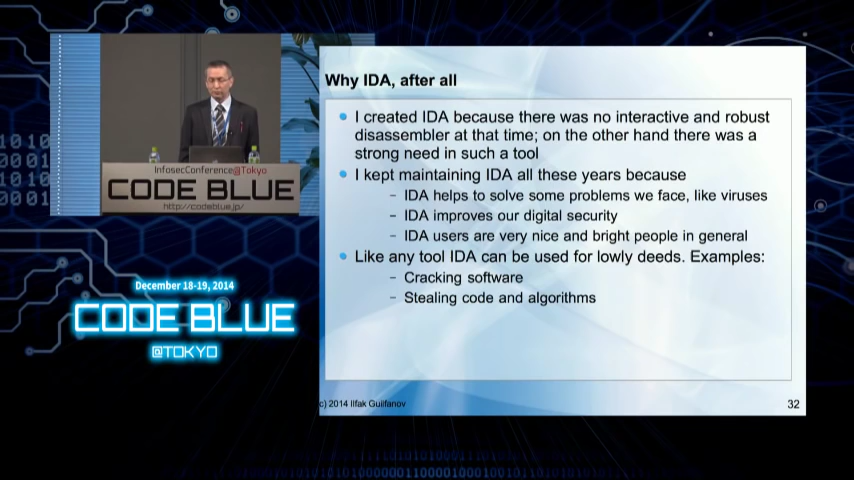 InfosecConference@Tokyo
CODE BLUE
http://codeblue.jp/
December 18-19, 2014
CODE BLUE
@TOKYO
Why IDA, after all
I created IDA because there was no interactive and robust
disassembler at that time; on the other hand there was a
strong need in such a tool
I kept maintaining IDA all these years because
– IDA helps to solve some problems we face, like viruses
– IDA improves our digital security
– IDA users are very nice and bright people in general
Like any tool IDA can be used for lowly deeds. Examples:
– Cracking software
– Stealing code and algorithms
c) 2014 Ilfak Guilfanov
32